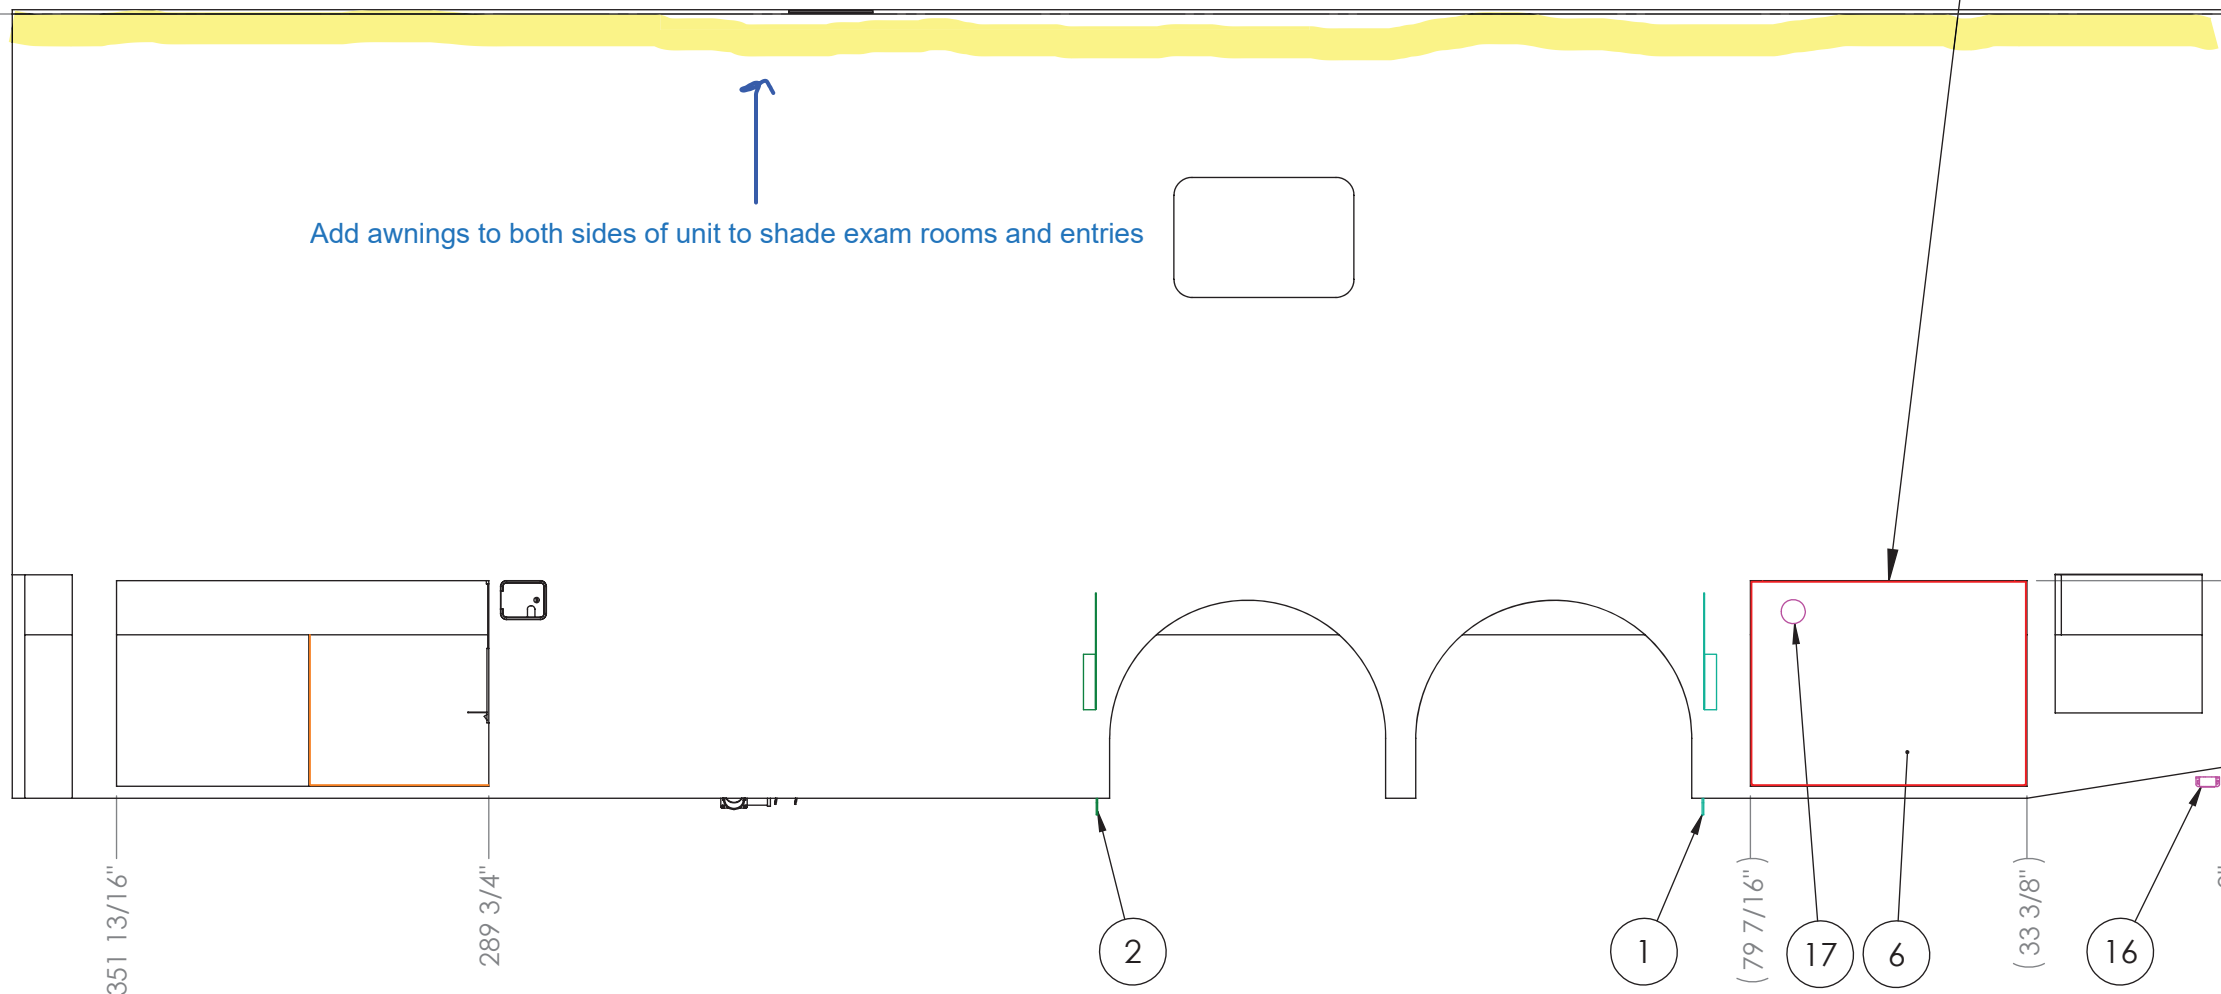 Add awnings to both sides of unit to shade exam rooms and entries
351 13/16"
289 3/4"
2
1
( 79 7/16" )
17
6
( 33 3/8" )
16